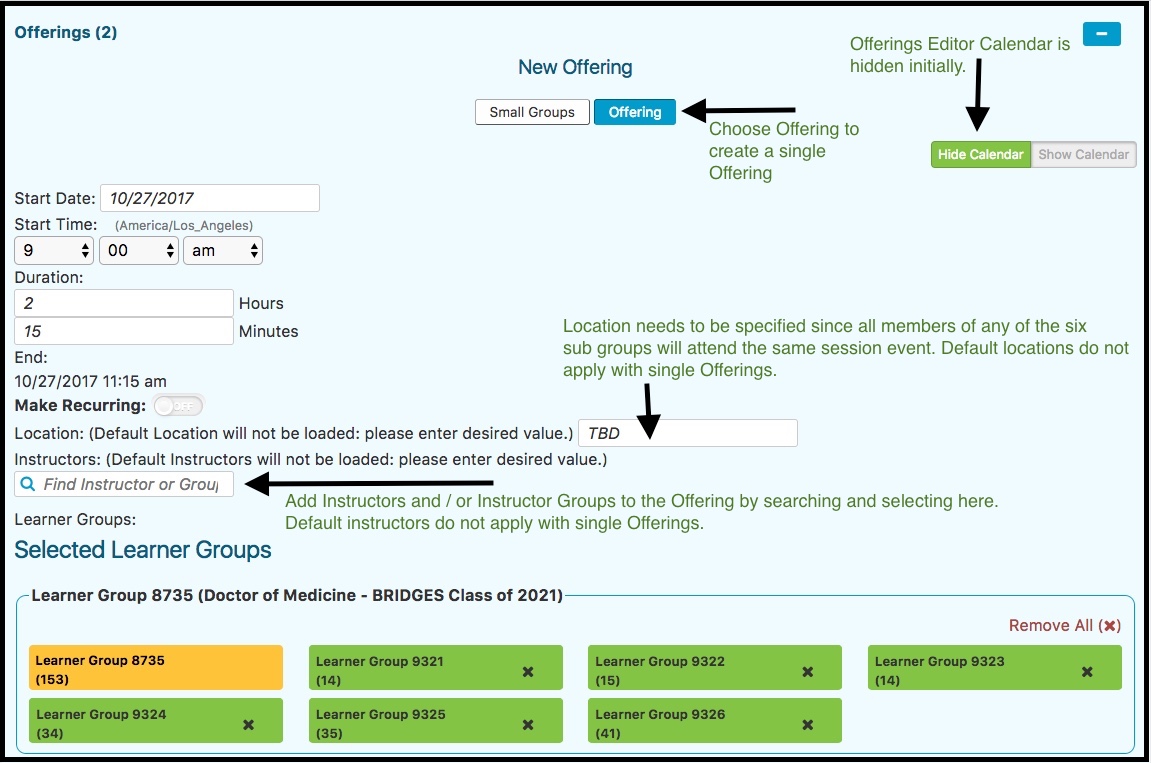 Offerings (2)
Offerings Editor Calendar is
hidden initially.
New Offering
Small Groups
Offering
Choose Offering to
create a single
Offering
Hide Calendar
Show Calendar
Start Date: 10/27/2017
Start Time: (America/Los_Angeles)
9 00 am
Duration:
2 Hours
15 Minutes
End:
10/27/2017 11:15 am
Make Recurring: OFF
Location needs to be specified since all members of any of the six
sub groups will attend the same session event. Default locations do not
apply with single Offerings.
Location: (Default Location will not be loaded: please enter desired value.) TBD
Instructors: (Default Instructors will not be loaded: please enter desired value.)
Find Instructor or Group
Add Instructors and / or Instructor Groups to the Offering by searching and selecting here.
Default instructors do not apply with single Offerings.
Learner Groups:
Selected Learner Groups
Learner Group 8735 (Doctor of Medicine - BRIDGES Class of 2021)
Remove All (✖)
Learner Group 8735
(153)
Learner Group 9321
(14) ✖
Learner Group 9322
(15) ✖
Learner Group 9323
(14) ✖
Learner Group 9324
(34) ✖
Learner Group 9325
(35) ✖
Learner Group 9326
(41) ✖